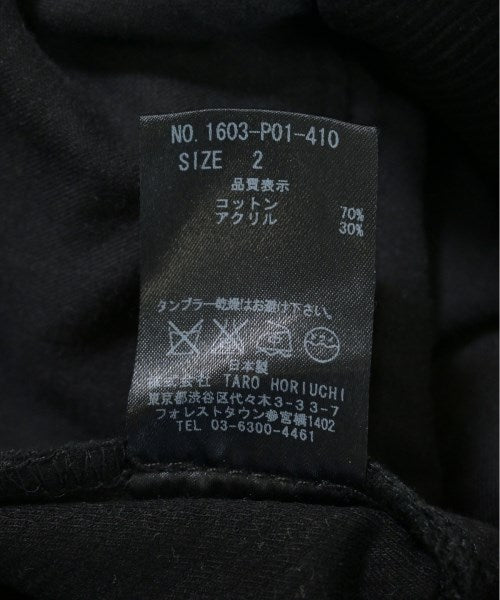 NO. 1603-P01-410
SIZE 2
品質表示
コットン 70%
アクリル 30%
タンブラー乾燥はお避け下さい。
日本製
株式会社 TARO HORIUCHI
東京都渋谷区代々木3-33-7
フォレストタウン参宮橋1402
TEL 03-6300-4461